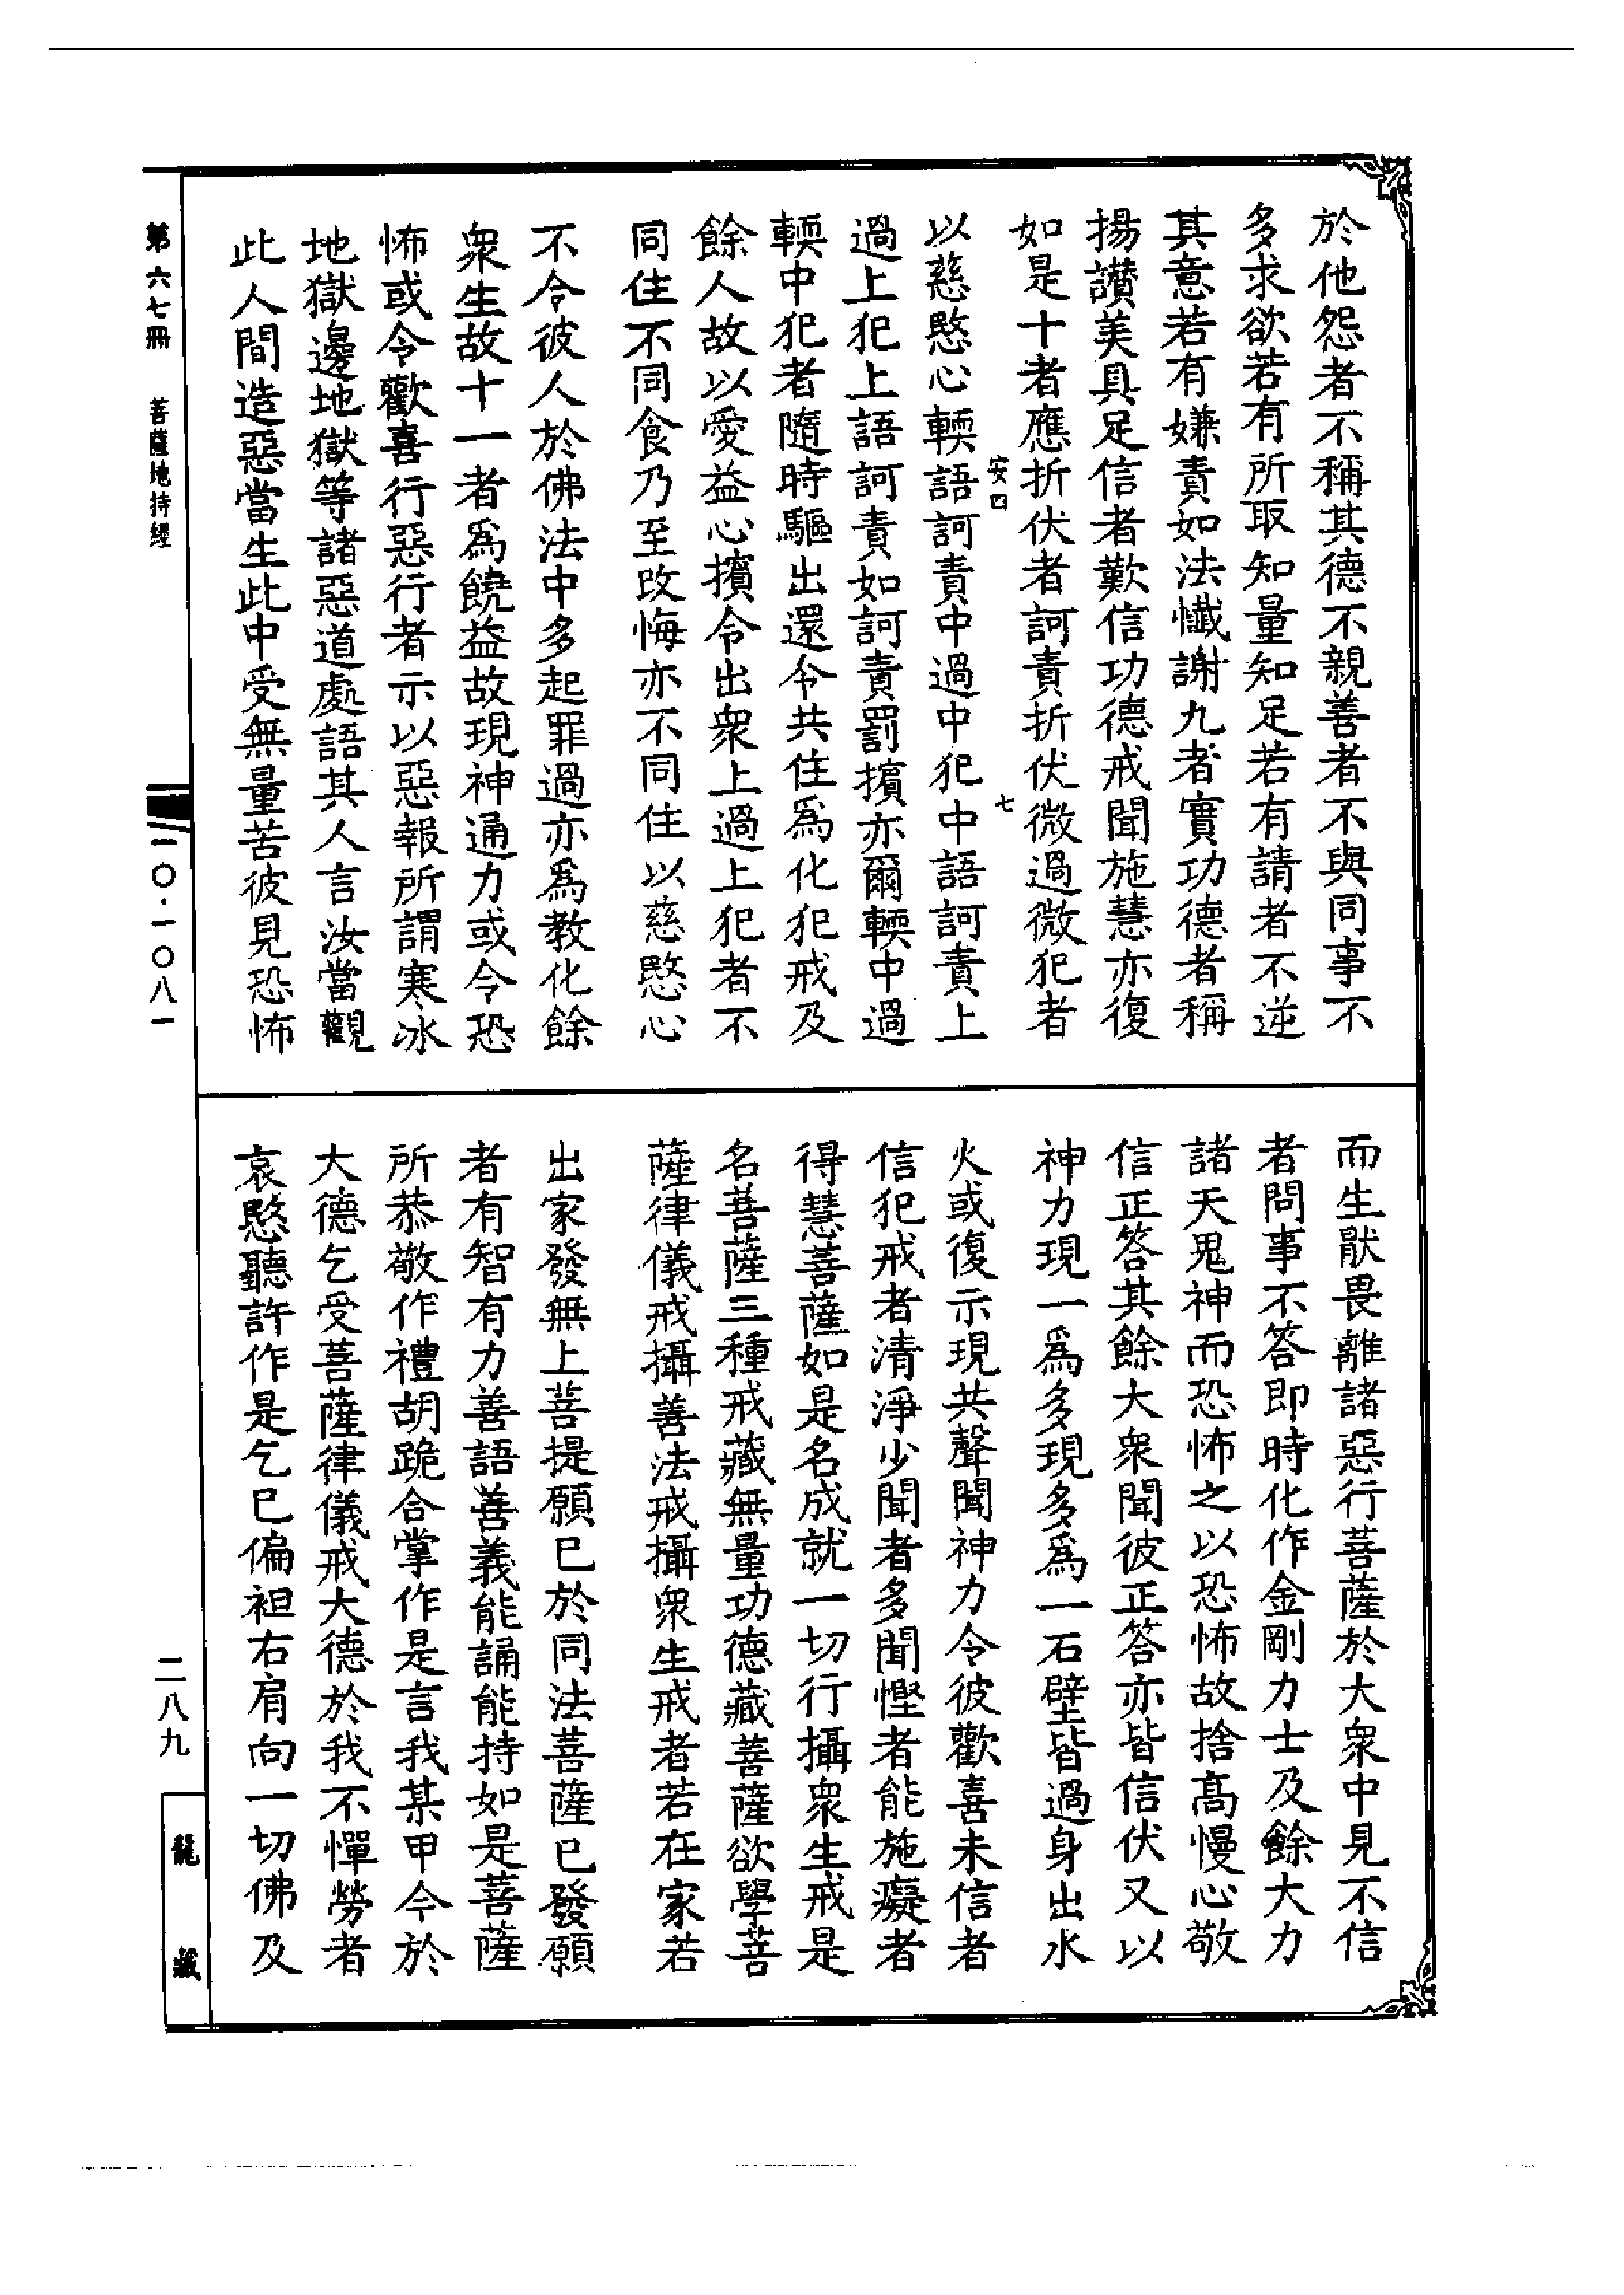 於他怨者不稱其德不親善者不與同事不
多求欲若有所取知量知足若有請者不逆
其意若有嫌責如法懺謝九者實功德者稱
揚讚美具足信者歎信功德戒聞施慧亦復
如是十者應折伏者訶責折伏微過微犯者
安四
七
以慈愍心輭語訶責中過中犯中語訶責上
過上犯上語訶責如訶責罰擯亦爾輭中過
輭中犯者隨時驅出還令共住爲化犯戒及
餘人故以愛益心擯令出衆上過上犯者不
同住不同食乃至改悔亦不同住以慈愍心
不令彼人於佛法中多起罪過亦爲教化餘
衆生故十一者爲饒益故現神通力或令恐
怖或令歡喜行惡行者示以惡報所謂寒冰
地獄邊地獄等諸惡道處語其人言汝當觀
此人間造惡當生此中受無量苦彼見恐怖
而生猒畏離諸惡行菩薩於大衆中見不信
者問事不答即時化作金剛力士及餘大力
諸天鬼神而恐怖之以恐怖故捨高慢心敬
信正答其餘大衆聞彼正答亦皆信伏又以
神力現一爲多現多爲一石壁皆過身出水
火或復示現共聲聞神力令彼歡喜未信者
信犯戒者清淨少聞者多聞慳者能施癡者
得慧菩薩如是名成就一切行攝衆生戒是
名菩薩三種戒藏無量功德藏菩薩欲學菩
薩律儀戒攝善法戒攝衆生戒者若在家若
出家發無上菩提願已於同法菩薩已發願
者有智有力善語善義能誦能持如是菩薩
所恭敬作禮胡跪合掌作是言我某甲今於
大德乞受菩薩律儀戒大德於我不憚勞者
哀愍聽許作是乞已偏袒右肩向一切佛及
第六七冊 菩薩地持經
一〇·一〇八一
二八九
龍藏